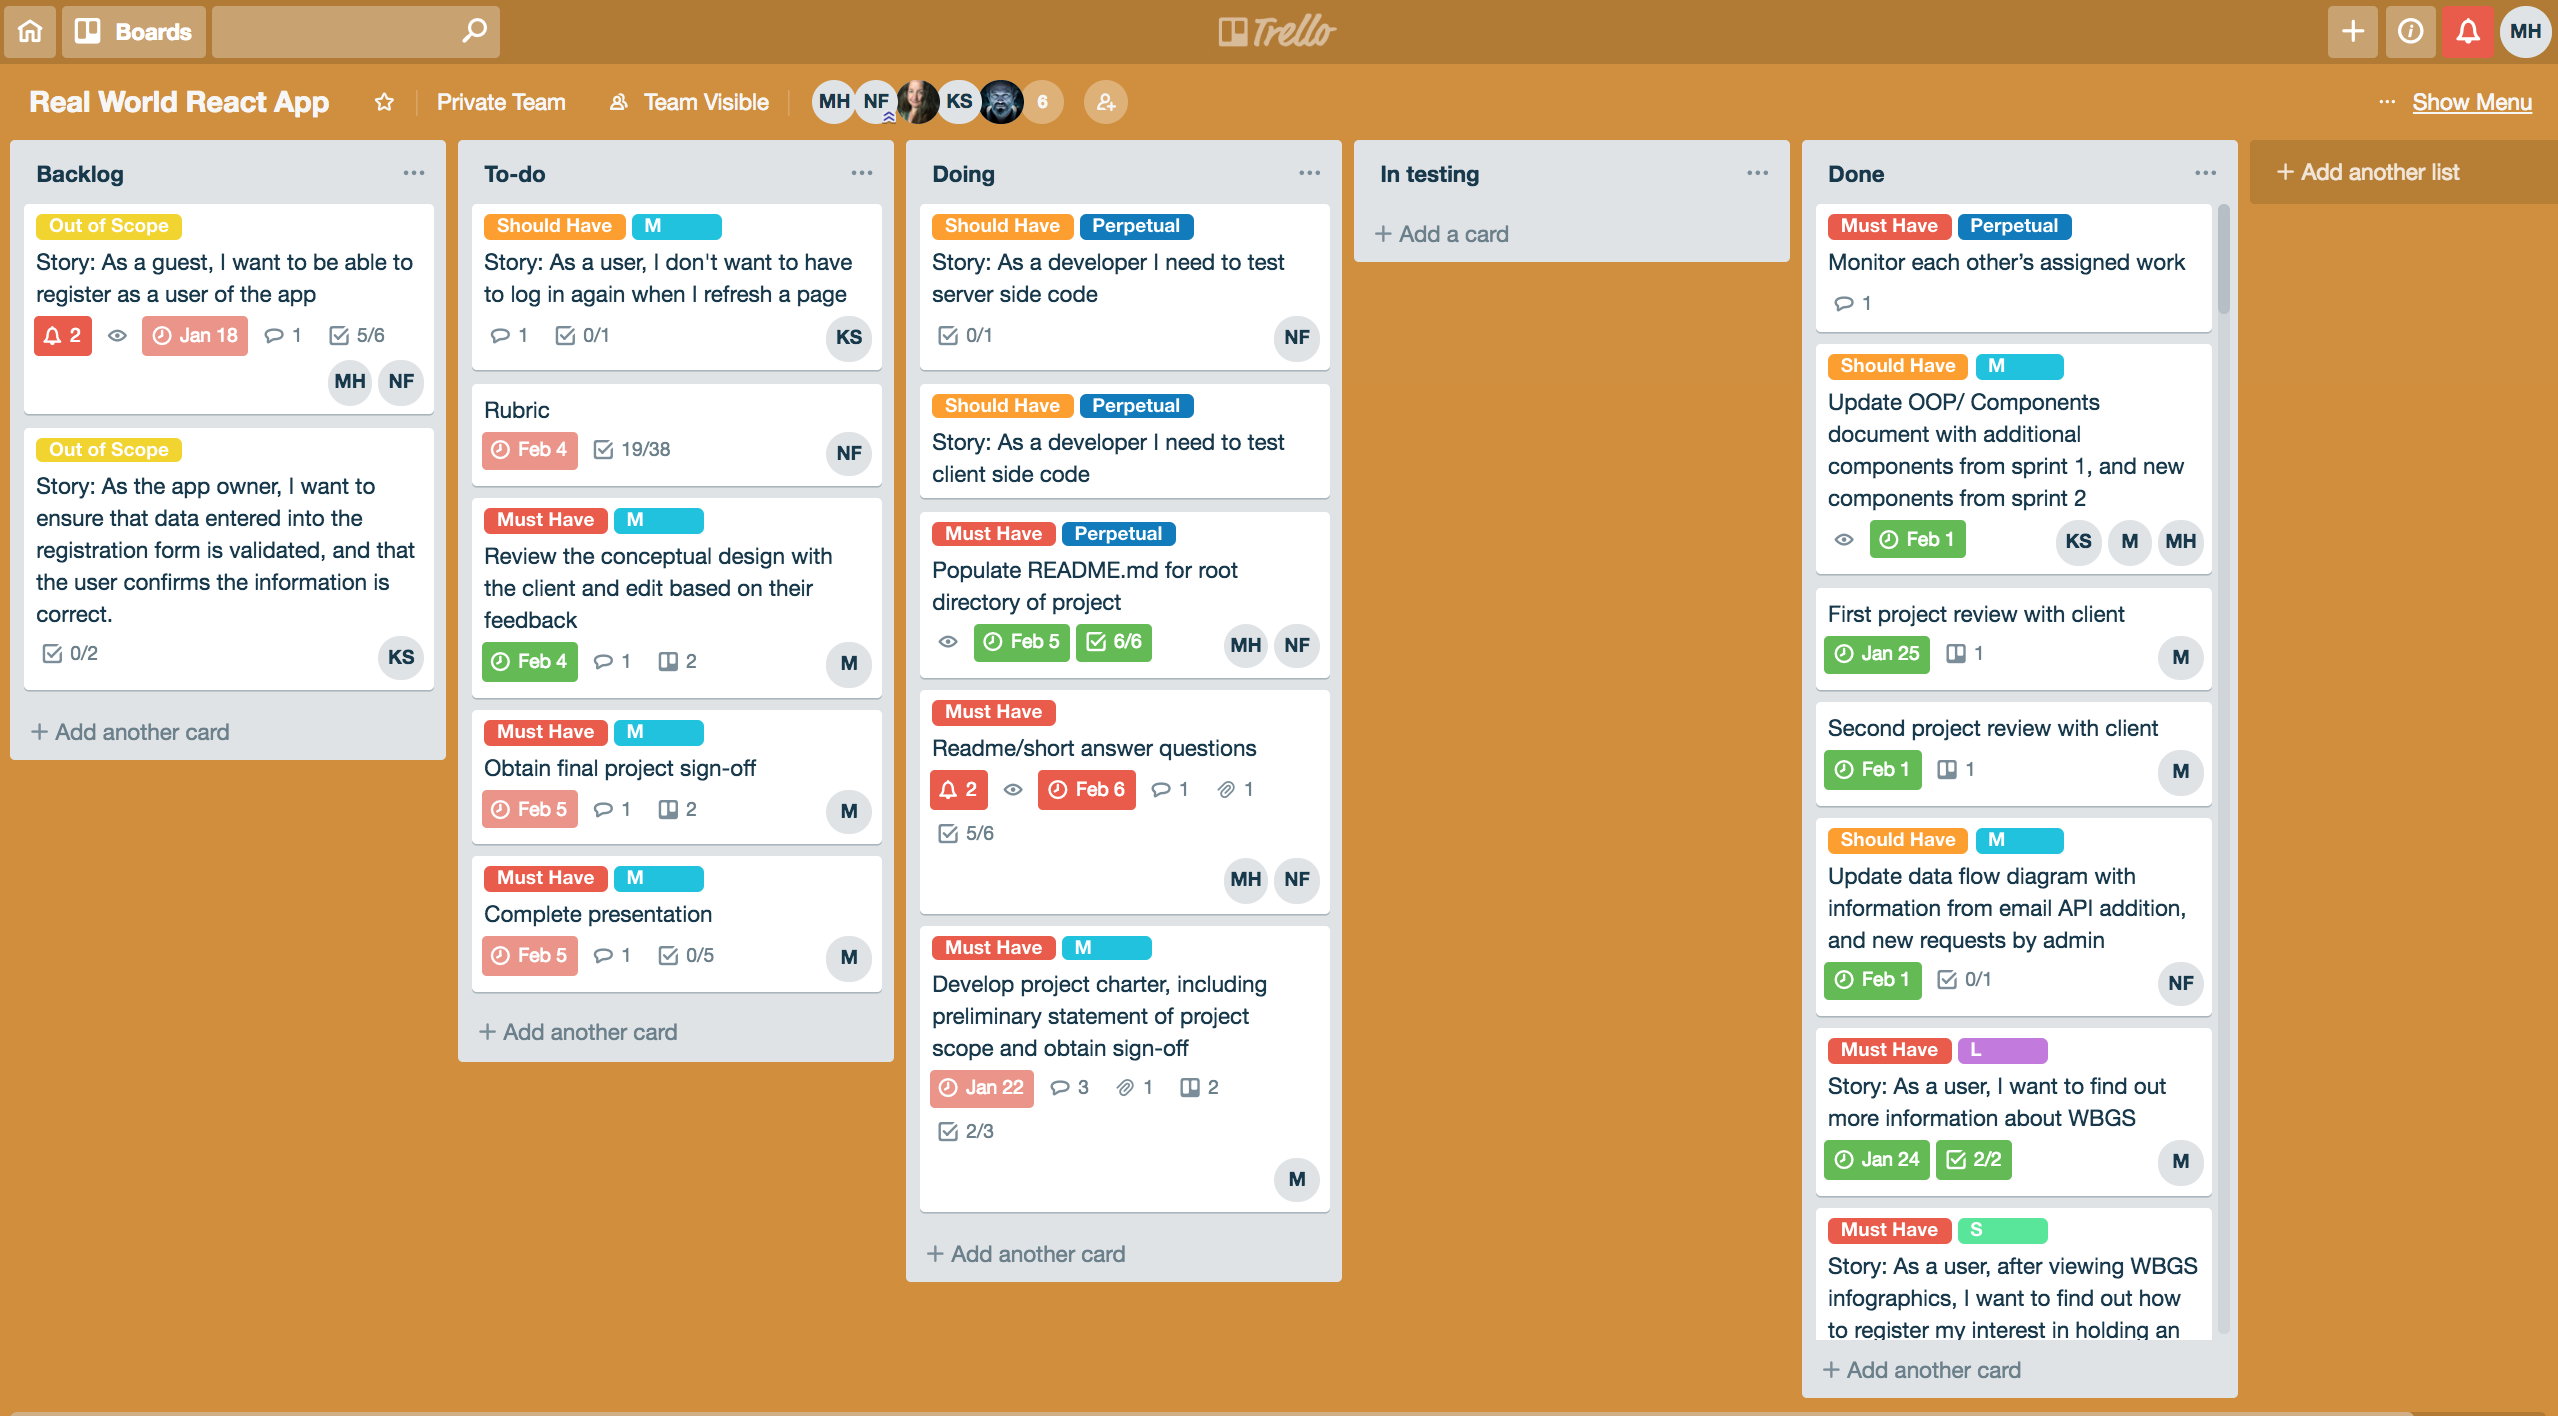 Boards
Trello
MH
Real World React App
Private Team
Team Visible
MH NF KS 6
... Show Menu
Backlog
Out of Scope
Story: As a guest, I want to be able to
register as a user of the app
2 Jan 18 1 5/6
MH NF
Out of Scope
Story: As the app owner, I want to
ensure that data entered into the
registration form is validated, and that
the user confirms the information is
correct.
0/2 KS
+ Add another card
To-do
Should Have M
Story: As a user, I don't want to have
to log in again when I refresh a page
1 0/1 KS
Rubric
Feb 4 19/38 NF
Must Have M
Review the conceptual design with
the client and edit based on their
feedback
Feb 4 1 2 M
Must Have M
Obtain final project sign-off
Feb 5 1 2 M
Must Have M
Complete presentation
Feb 5 1 0/5 M
+ Add another card
Doing
Should Have Perpetual
Story: As a developer I need to test
server side code
0/1 NF
Should Have Perpetual
Story: As a developer I need to test
client side code
Must Have Perpetual
Populate README.md for root
directory of project
Feb 5 6/6 MH NF
Must Have
Readme/short answer questions
2 Feb 6 1 1
5/6
MH NF
Must Have M
Develop project charter, including
preliminary statement of project
scope and obtain sign-off
Jan 22 3 1 2
2/3
M
+ Add another card
In testing
+ Add a card
Done
Must Have Perpetual
Monitor each other’s assigned work
1
Should Have M
Update OOP/ Components
document with additional
components from sprint 1, and new
components from sprint 2
Feb 1 KS M MH
First project review with client
Jan 25 1 M
Second project review with client
Feb 1 1 M
Should Have M
Update data flow diagram with
information from email API addition,
and new requests by admin
Feb 1 0/1 NF
Must Have L
Story: As a user, I want to find out
more information about WBGS
Jan 24 2/2 M
Must Have S
Story: As a user, after viewing WBGS
infographics, I want to find out how
to register my interest in holding an
+ Add another card
+ Add another list